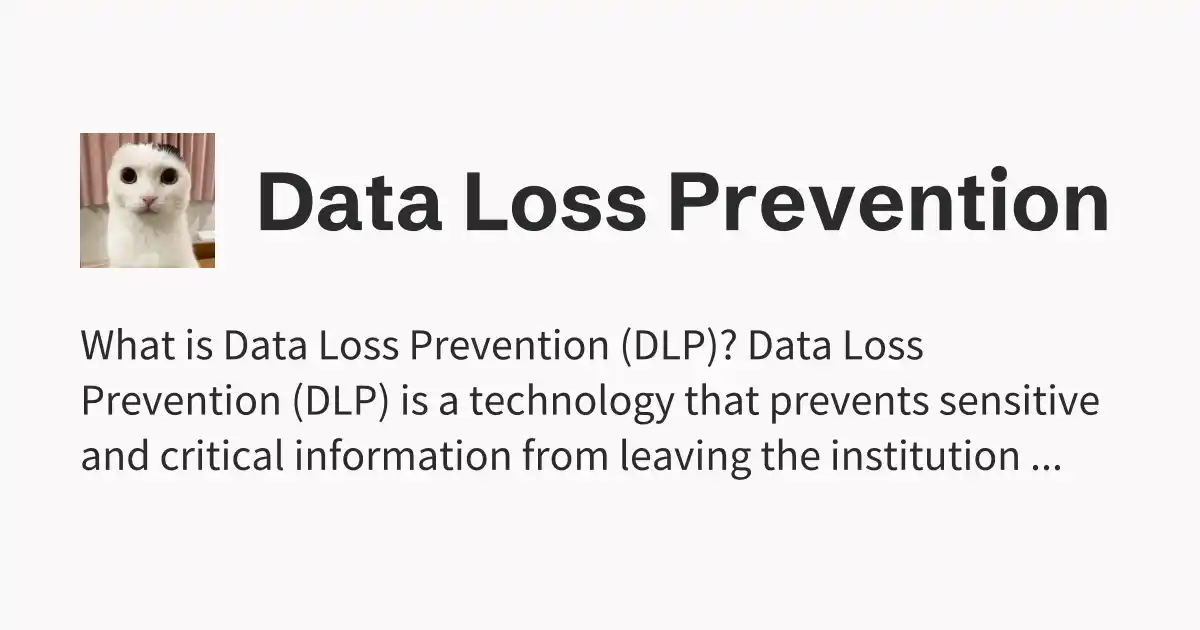 Data Loss Prevention
What is Data Loss Prevention (DLP)? Data Loss
Prevention (DLP) is a technology that prevents sensitive
and critical information from leaving the institution ...